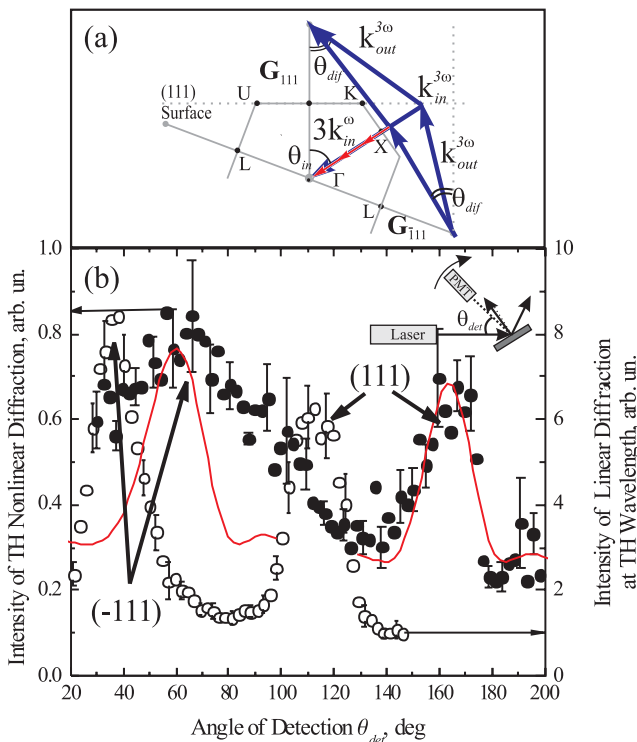 (a)
k_out^3ω
G_111
θ_dif
(111)
Surface
U
K
k_in^3ω
3k_in^ω
X
k_out^3ω
θ_in
Γ
L
L
θ_dif
G_1̄11
(b)
1.0
0.8
0.6
0.4
0.2
0.0
10
8
6
4
2
0
PMT
θ_det
Laser
(111)
(-111)
Intensity of TH Nonlinear Diffraction, arb. un.
Intensity of Linear Diffraction
at TH Wavelength, arb. un.
20 40 60 80 100 120 140 160 180 200
Angle of Detection θ_det, deg